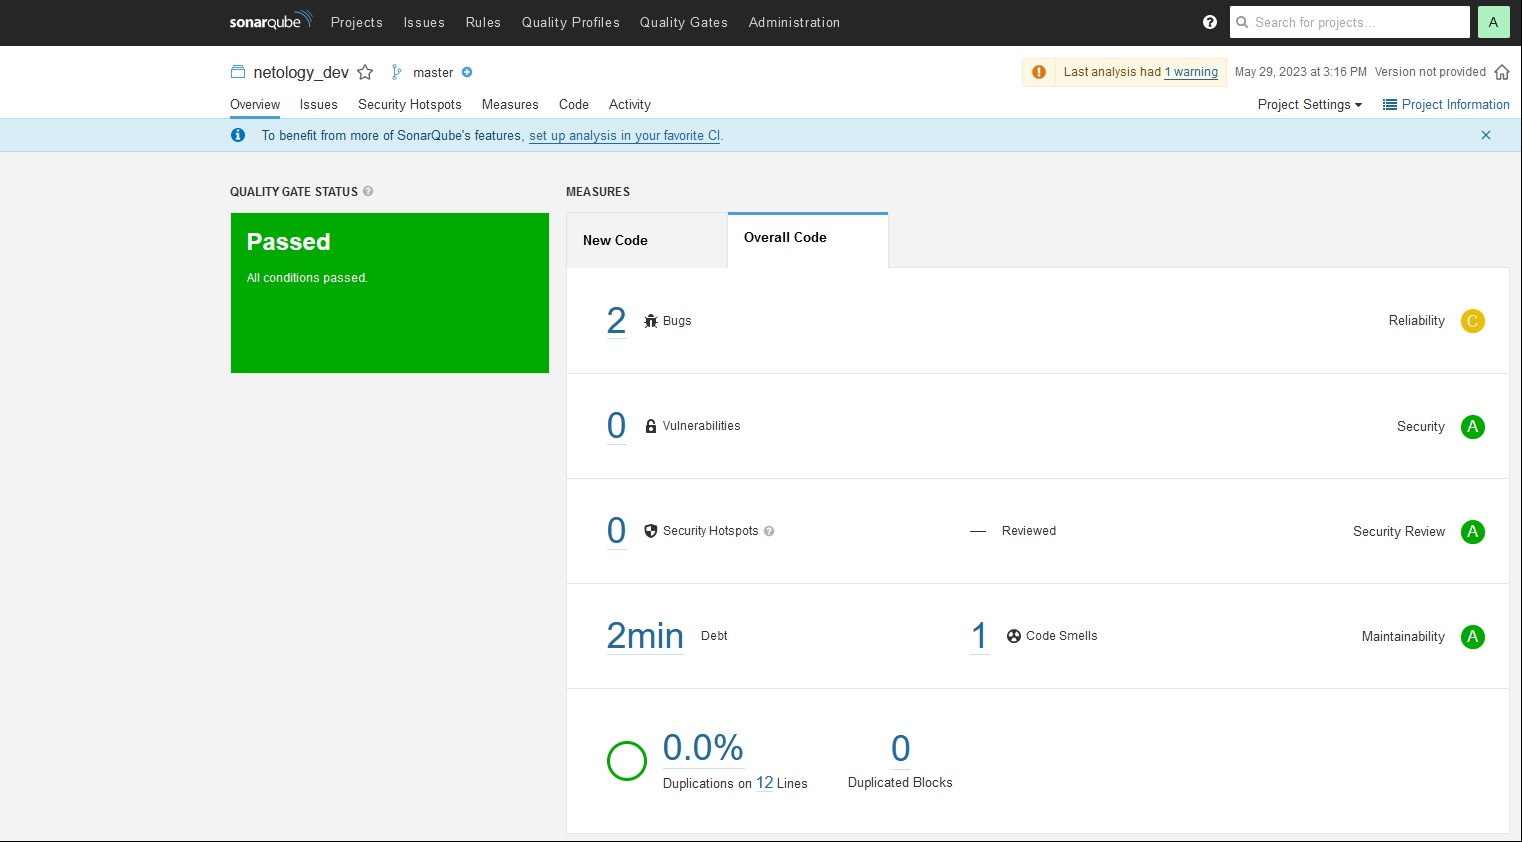 sonarqube Projects Issues Rules Quality Profiles Quality Gates Administration ? Search for projects... A
netology_dev master Last analysis had 1 warning May 29, 2023 at 3:16 PM Version not provided
Overview Issues Security Hotspots Measures Code Activity Project Settings Project Information
To benefit from more of SonarQube's features, set up analysis in your favorite CI.
QUALITY GATE STATUS ?
Passed
All conditions passed.
MEASURES
New Code Overall Code
2 Bugs Reliability C
0 Vulnerabilities Security A
0 Security Hotspots ? — Reviewed Security Review A
2min Debt 1 Code Smells Maintainability A
0.0% 0
Duplications on 12 Lines Duplicated Blocks